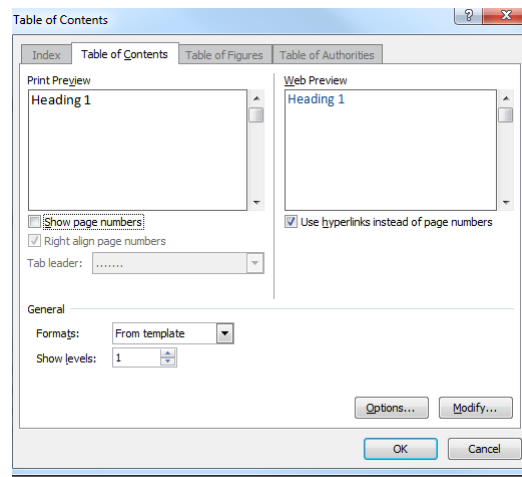 Table of Contents
Index Table of Contents Table of Figures Table of Authorities
Print Preview
Heading 1
Web Preview
Heading 1
Show page numbers
Right align page numbers
Tab leader: .......
Use hyperlinks instead of page numbers
General
Formats: From template
Show levels: 1
Options... Modify...
OK Cancel